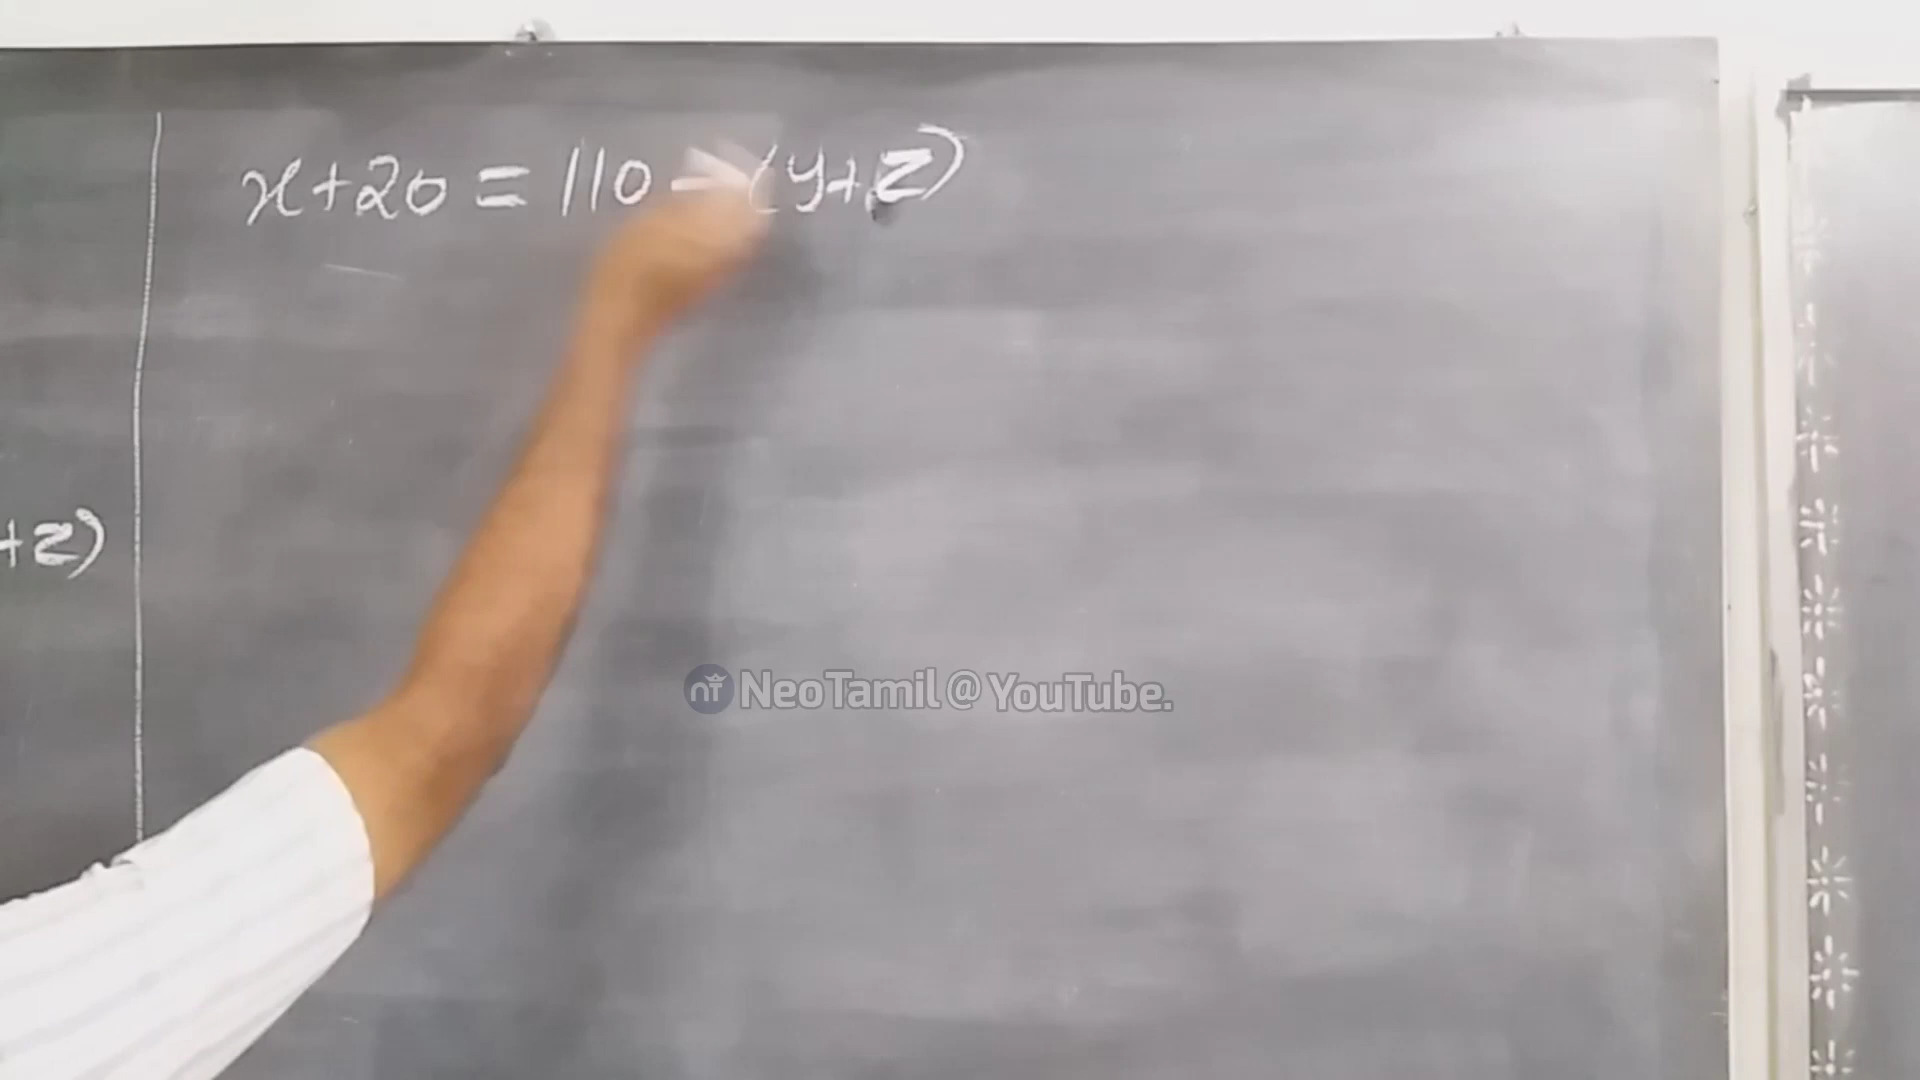 x+20 = 110 - (y+z)
+z)
NeoTamil @ YouTube.